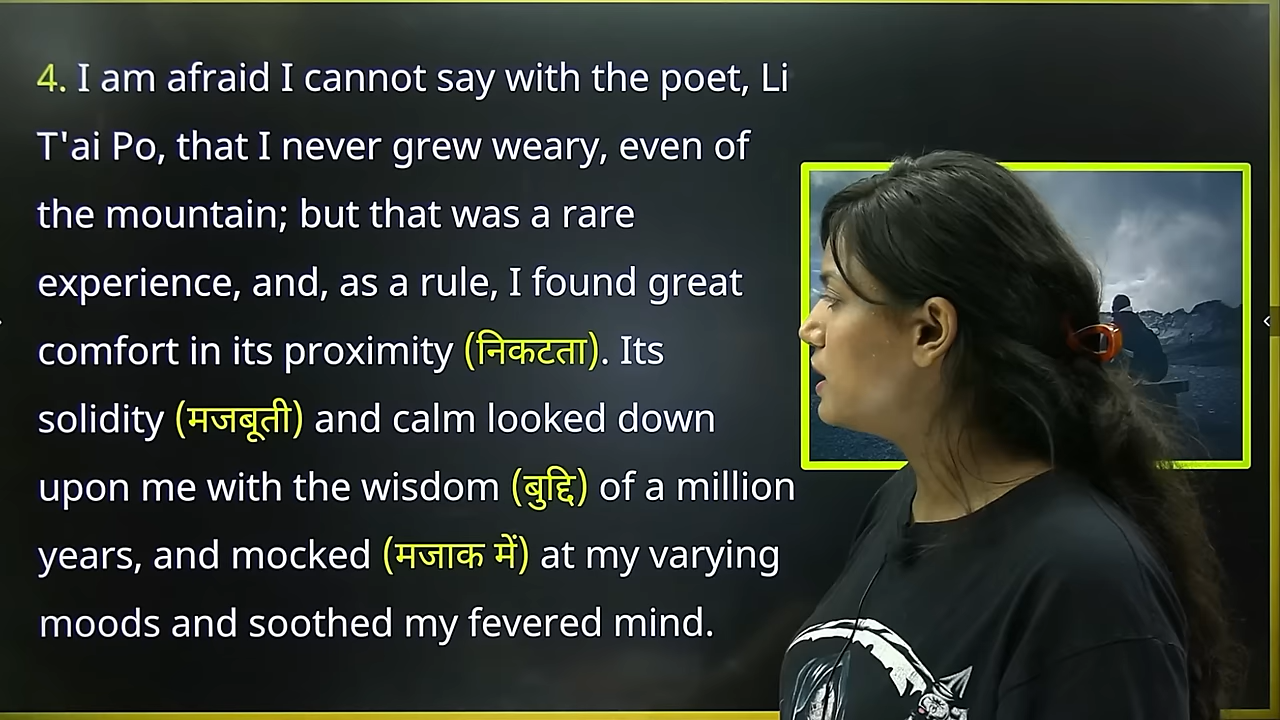 4. I am afraid I cannot say with the poet, Li
T'ai Po, that I never grew weary, even of
the mountain; but that was a rare
experience, and, as a rule, I found great
comfort in its proximity (निकटता). Its
solidity (मजबूती) and calm looked down
upon me with the wisdom (बुद्दि) of a million
years, and mocked (मजाक में) at my varying
moods and soothed my fevered mind.